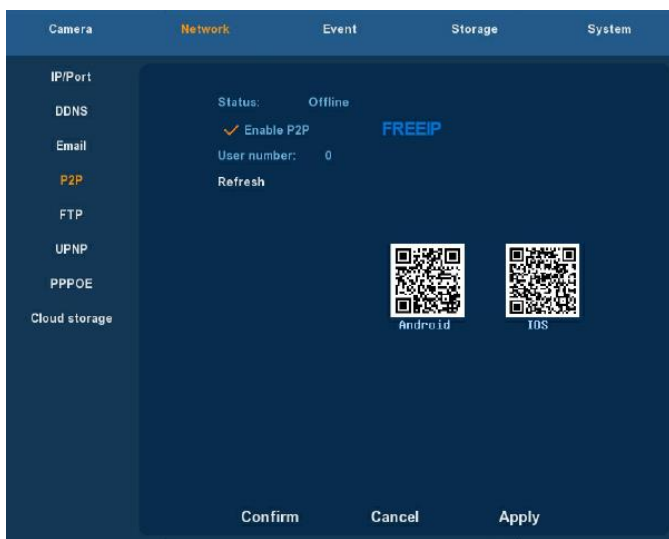 Camera Network Event Storage System
IP/Port
DDNS
Email
P2P
FTP
UPNP
PPPOE
Cloud storage
Status: Offline
Enable P2P FREEIP
User number: 0
Refresh
Android IOS
Confirm Cancel Apply